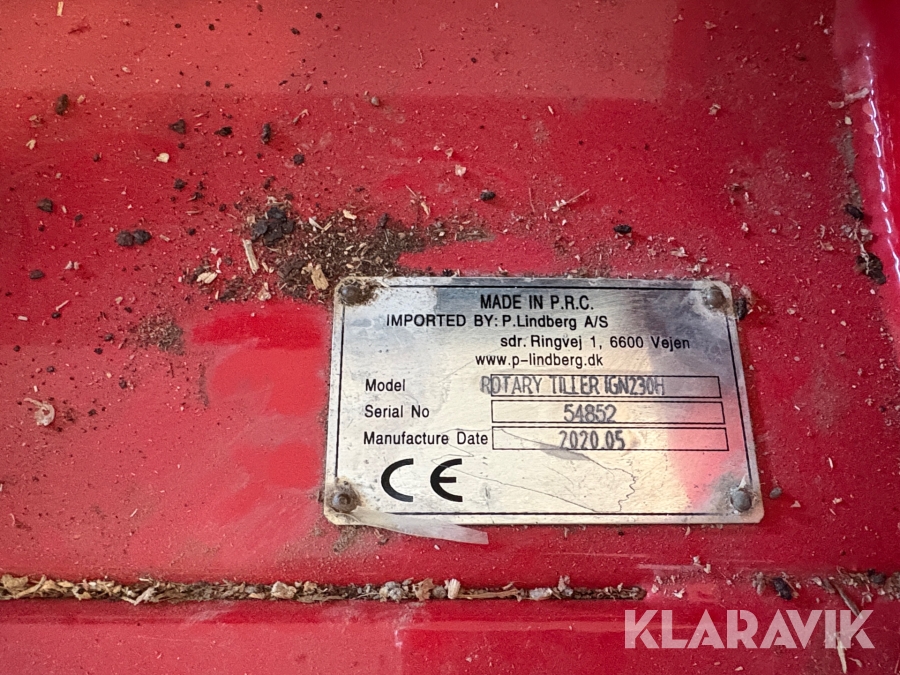 MADE IN P.R.C.
IMPORTED BY: P.Lindberg A/S
sdr. Ringvej 1, 6600 Vejen
www.p-lindberg.dk
Model ROTARY TILLER 1GN230H
Serial No 54852
Manufacture Date 2020.05
CE
KLARAVIK